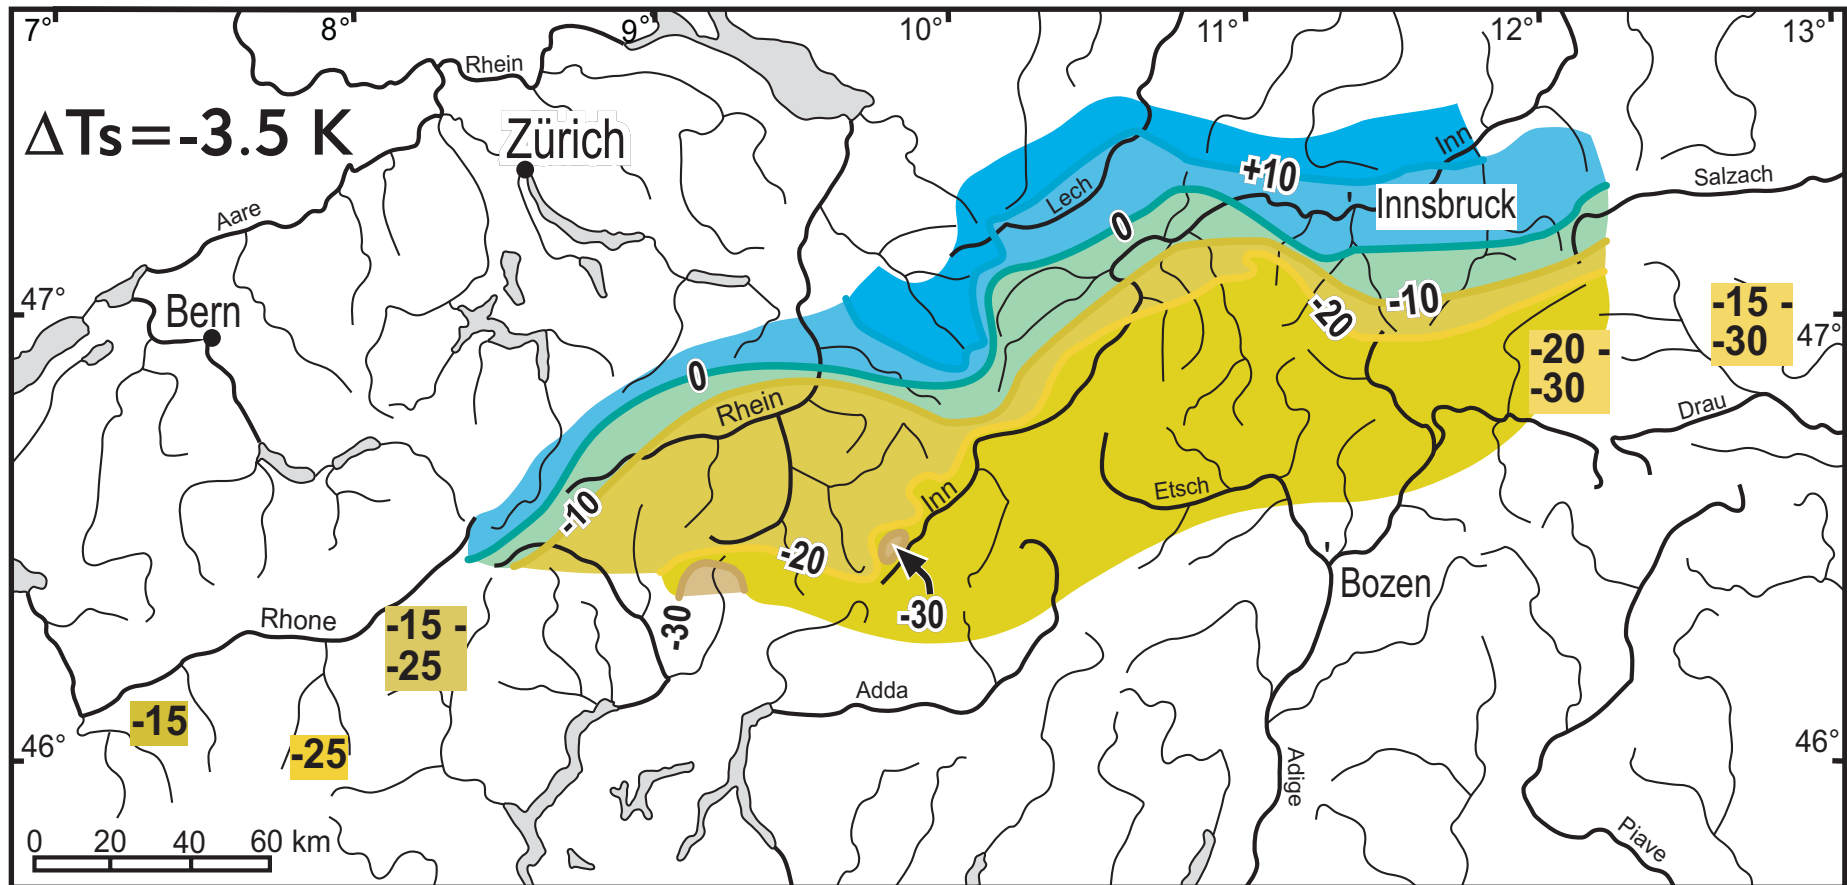 7°
8°
9°
10°
11°
12°
13°
Rhein
ΔTs=-3.5 K
Zürich
Inn
+10
Salzach
Lech
Innsbruck
Aare
0
47°
Bern
-10
-20
-15 -
-30
47°
-20 -
-30
0
Rhein
Drau
Inn
Etsch
-10
-20
-30
Bozen
-30
Rhone
-15 -
-25
Adda
-15
-25
46°
46°
Adige
Piave
0 20 40 60 km